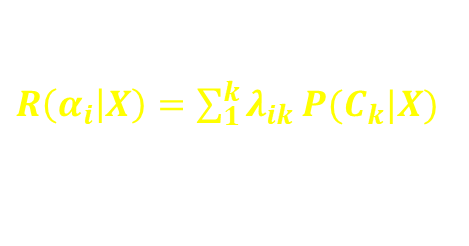 R(αᵢ|X) = ∑₁ᵏ λᵢₖ P(Cₖ|X)